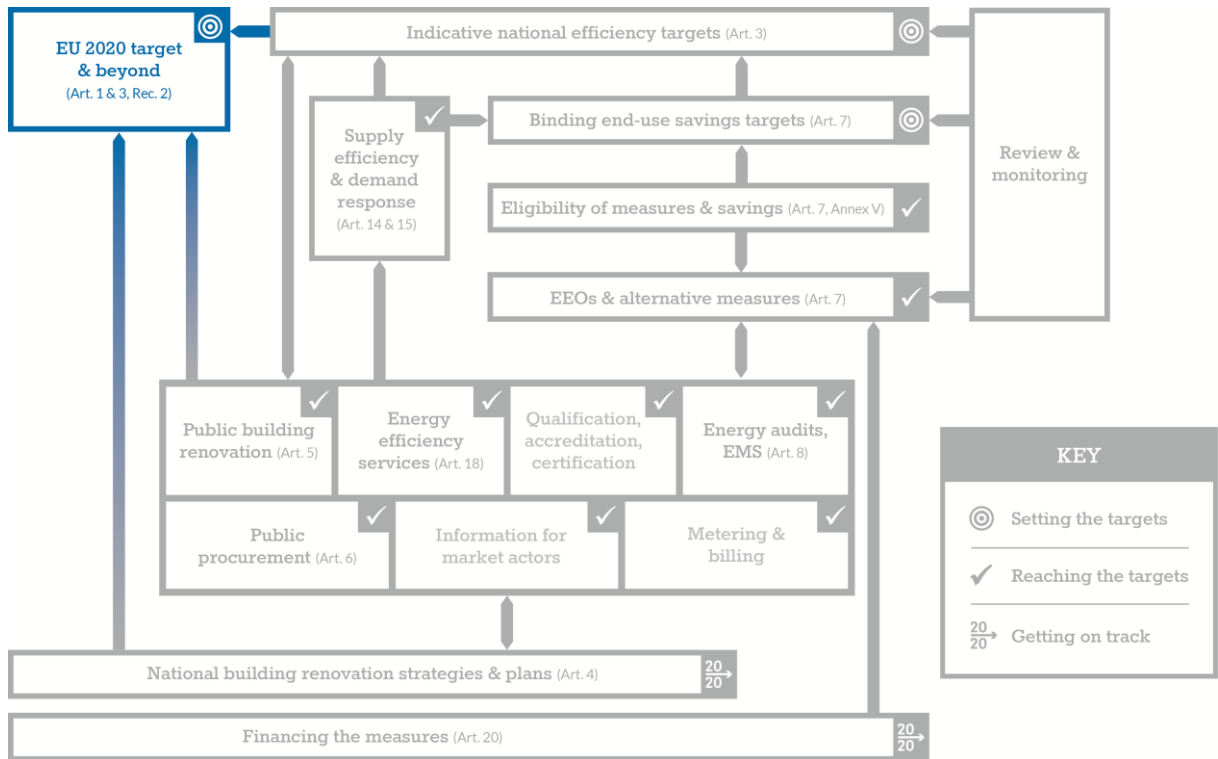 EU 2020 target
& beyond
(Art. 1 & 3, Rec. 2)
Indicative national efficiency targets (Art. 3)
Supply
efficiency
& demand
response
(Art. 14 & 15)
Binding end-use savings targets (Art. 7)
Eligibility of measures & savings (Art. 7, Annex V)
EEOs & alternative measures (Art. 7)
Review &
monitoring
Public building
renovation (Art. 5)
Energy
efficiency
services (Art. 18)
Qualification,
accreditation,
certification
Energy audits,
EMS (Art. 8)
Public
procurement (Art. 6)
Information for
market actors
Metering &
billing
National building renovation strategies & plans (Art. 4)
20
20
Financing the measures (Art. 20)
20
20
KEY
Setting the targets
Reaching the targets
20
20
Getting on track